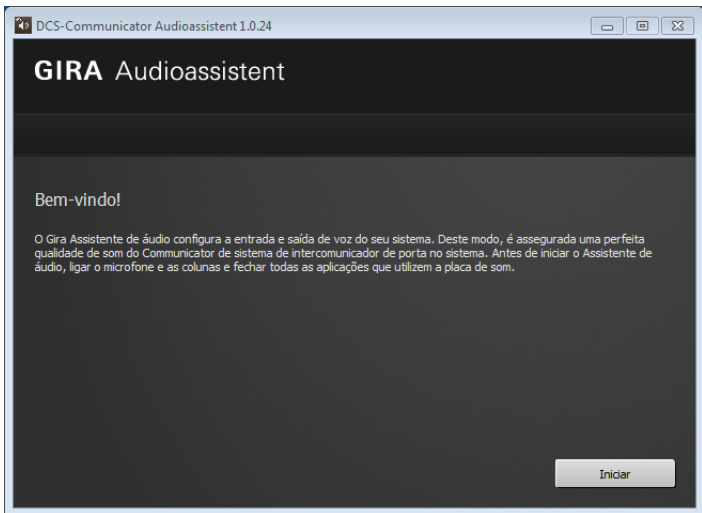 DCS-Communicator Audioassistent 1.0.24
GIRA Audioassistent
Bem-vindo!
O Gira Assistente de áudio configura a entrada e saída de voz do seu sistema. Deste modo, é assegurada uma perfeita
qualidade de som do Communicator de sistema de intercomunicador de porta no sistema. Antes de iniciar o Assistente de
áudio, ligar o microfone e as colunas e fechar todas as aplicações que utilizem a placa de som.
Iniciar